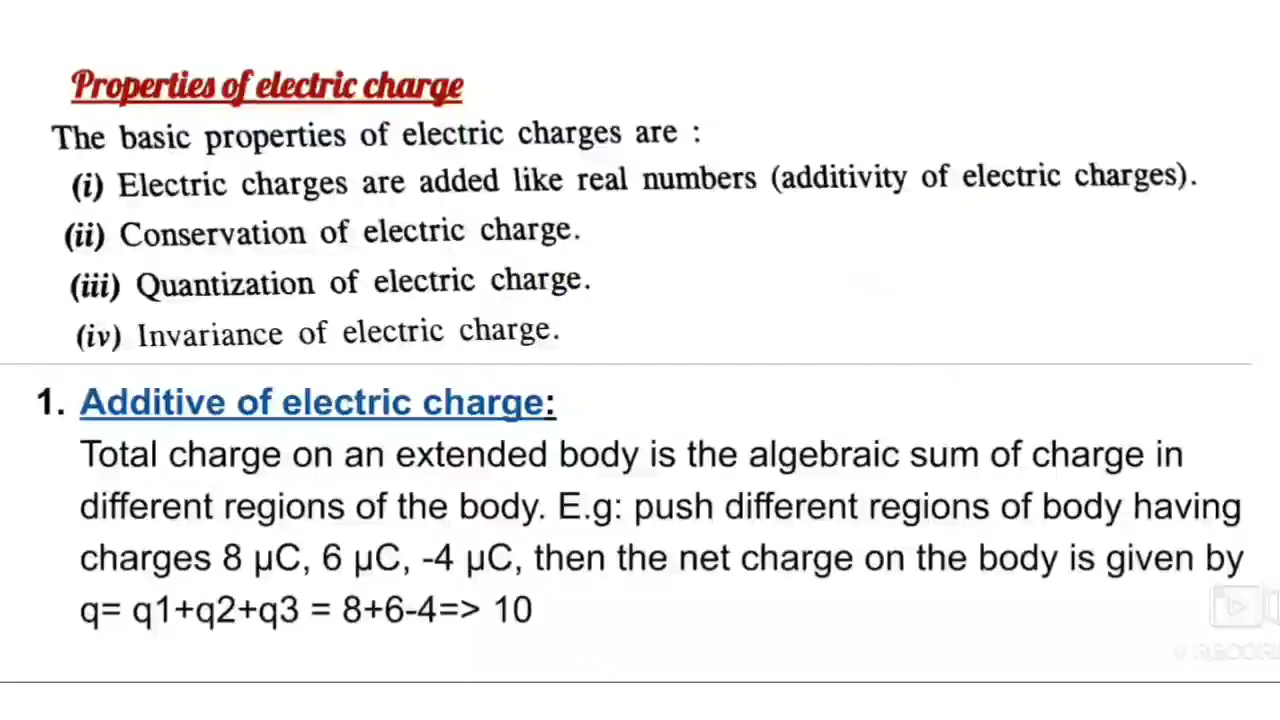 Properties of electric charge
The basic properties of electric charges are :
(i) Electric charges are added like real numbers (additivity of electric charges).
(ii) Conservation of electric charge.
(iii) Quantization of electric charge.
(iv) Invariance of electric charge.
1. Additive of electric charge:
Total charge on an extended body is the algebraic sum of charge in
different regions of the body. E.g: push different regions of body having
charges 8 µC, 6 µC, -4 µC, then the net charge on the body is given by
q= q1+q2+q3 = 8+6-4=> 10